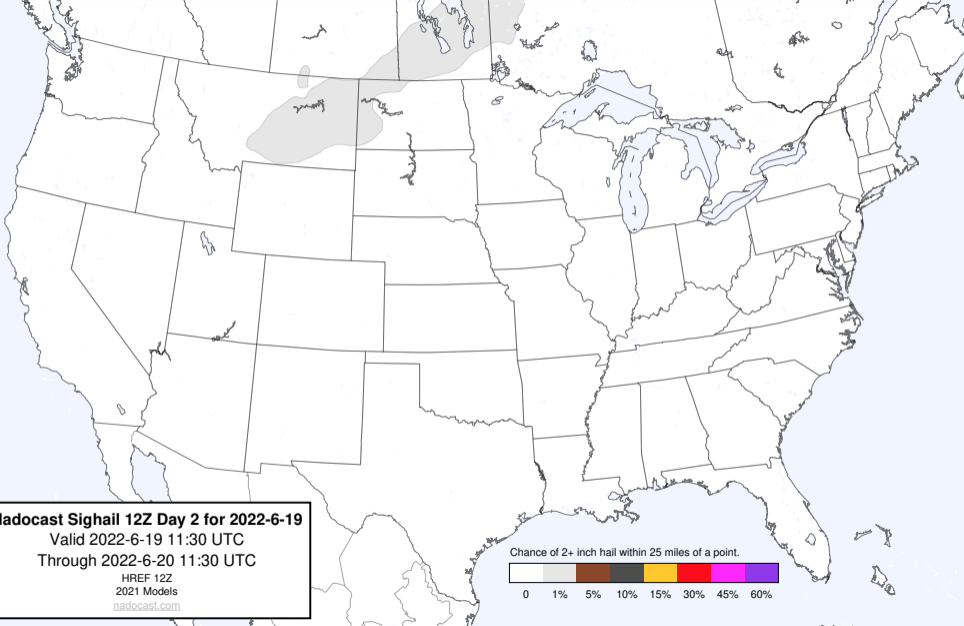 Nadocast Sighail 12Z Day 2 for 2022-6-19
Valid 2022-6-19 11:30 UTC
Through 2022-6-20 11:30 UTC
HREF 12Z
2021 Models
nadocast.com
Chance of 2+ inch hail within 25 miles of a point.
0 1% 5% 10% 15% 30% 45% 60%